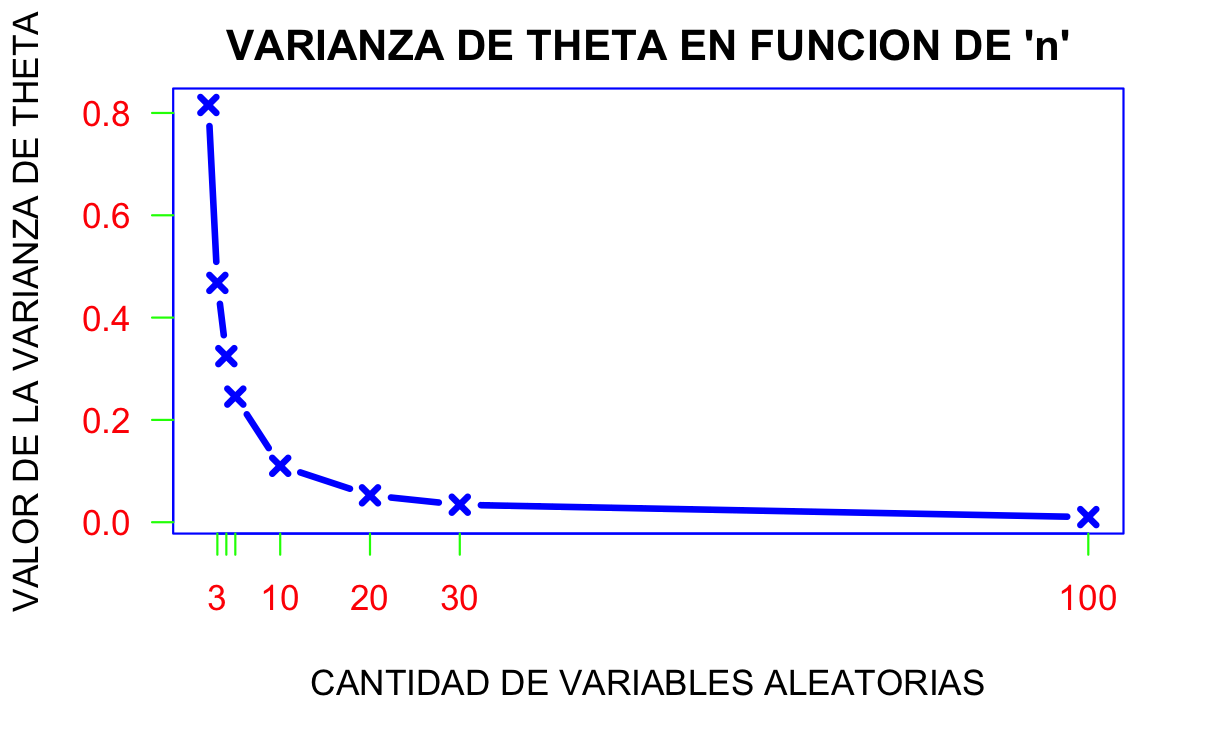 VARIANZA DE THETA EN FUNCION DE 'n'
VALOR DE LA VARIANZA DE THETA
0.8
0.6
0.4
0.2
0.0
3 10 20 30 100
CANTIDAD DE VARIABLES ALEATORIAS